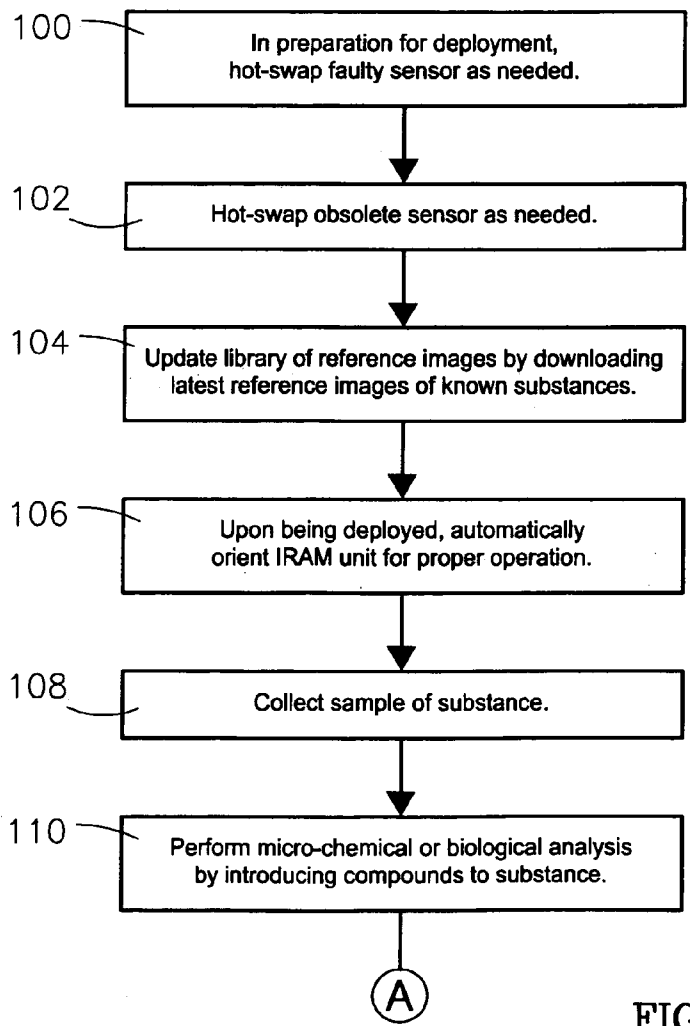 100
In preparation for deployment,
hot-swap faulty sensor as needed.
102
Hot-swap obsolete sensor as needed.
104
Update library of reference images by downloading
latest reference images of known substances.
106
Upon being deployed, automatically
orient IRAM unit for proper operation.
108
Collect sample of substance.
110
Perform micro-chemical or biological analysis
by introducing compounds to substance.
A
FIG